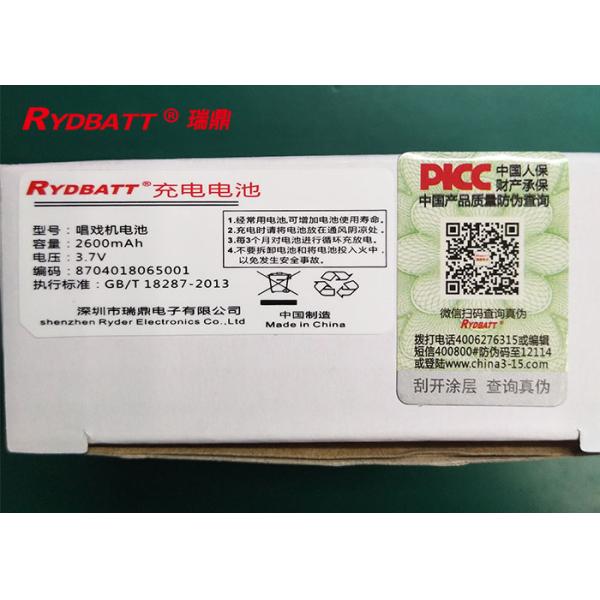 RYDBATT® 瑞鼎
RYDBATT®充电电池
型号：唱戏机电池
容量：2600mAh
电压：3.7V
编码：8704018065001
执行标准：GB/T 18287-2013
1.经常用电池,可增加电池使用寿命。
2.充电时请将电池放在通风阴凉处。
3.每3个月对电池进行循环充放电。
4.不要拆卸电池和将电池投入火中
以免发生安全事故。
深圳市瑞鼎电子有限公司
shenzhen Ryder Electronics Co.,Ltd
中国制造
Made in China
PICC 中国人保
财产承保
中国产品质量防伪查询
微信扫码查询真伪
RYDBATT®
拨打电话4006276315或编辑
短信400800#防伪码至12114
或登陆www.china3-15.com
刮开涂层 查询真伪